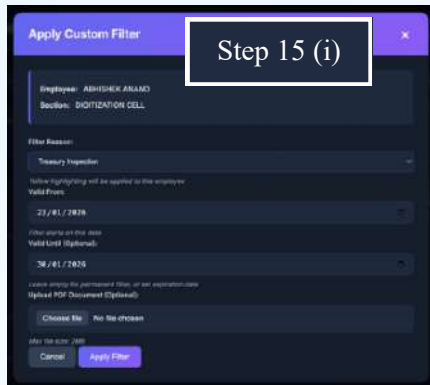 Apply Custom Filter
×
Step 15 (i)
Employee: ABHISHEK ANAND
Section: DIGITIZATION CELL
Filter Reason:
Treasury Inspection
Yellow highlighting will be applied to this employee
Valid From:
23/01/2026
Filter starts on this date
Valid Until (Optional):
30/01/2026
Leave empty for permanent filter, or set expiration date
Upload PDF Document (Optional):
Choose file No file chosen
Max file size: 2MB
Cancel Apply Filter